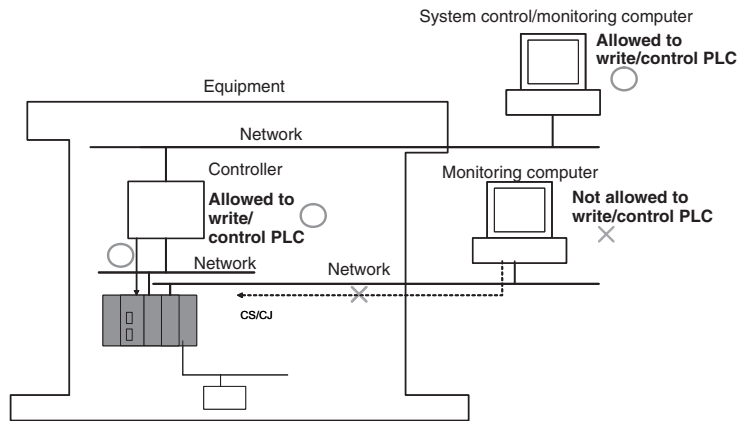 System control/monitoring computer
Allowed to
write/control PLC
Equipment
Network
Controller
Allowed to
write/
control PLC
Monitoring computer
Not allowed to
write/control PLC
Network
Network
CS/CJ